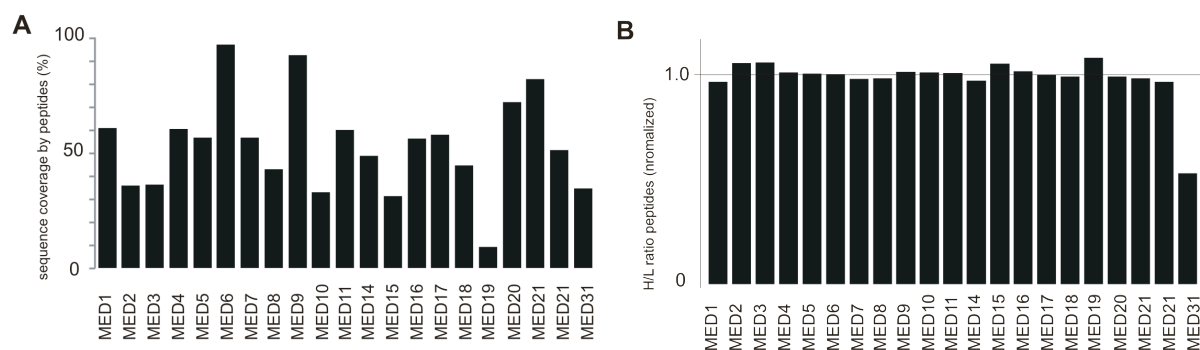 A
sequence coverage by peptides (%)
100
50
0
MED1
MED2
MED3
MED4
MED5
MED6
MED7
MED8
MED9
MED10
MED11
MED14
MED15
MED16
MED17
MED18
MED19
MED20
MED21
MED21
MED31
B
H/L ratio peptides (nromalized)
1.0
0
MED1
MED2
MED3
MED4
MED5
MED6
MED7
MED8
MED9
MED10
MED11
MED14
MED15
MED16
MED17
MED18
MED19
MED20
MED21
MED21
MED31